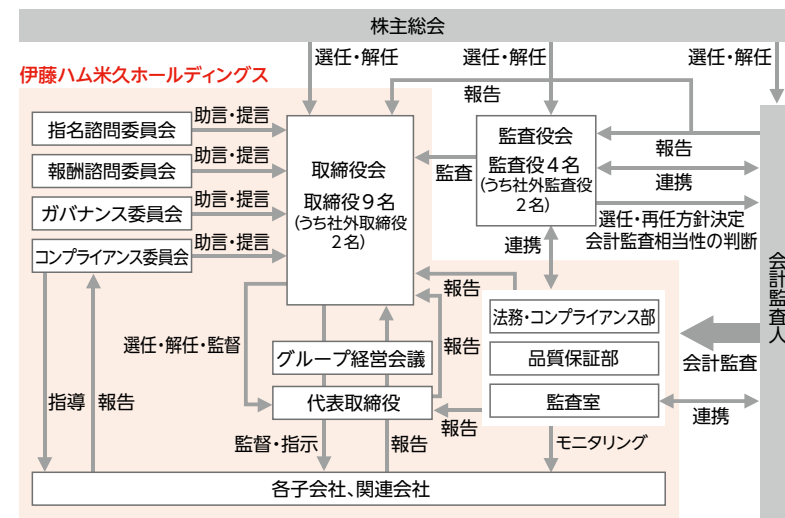 株主総会
選任・解任
選任・解任
選任・解任
伊藤ハム米久ホールディングス
報告
指名諮問委員会
助言・提言
報酬諮問委員会
助言・提言
ガバナンス委員会
助言・提言
コンプライアンス委員会
助言・提言
取締役会
取締役9名
(うち社外取締役
2名)
監査
監査役会
監査役4名
(うち社外監査役
2名)
報告
連携
選任・再任方針決定
会計監査相当性の判断
連携
会計監査人
報告
法務・コンプライアンス部
品質保証部
監査室
会計監査
連携
選任・解任・監督
グループ経営会議
報告
代表取締役
報告
指導
報告
監督・指示
報告
モニタリング
各子会社、関連会社